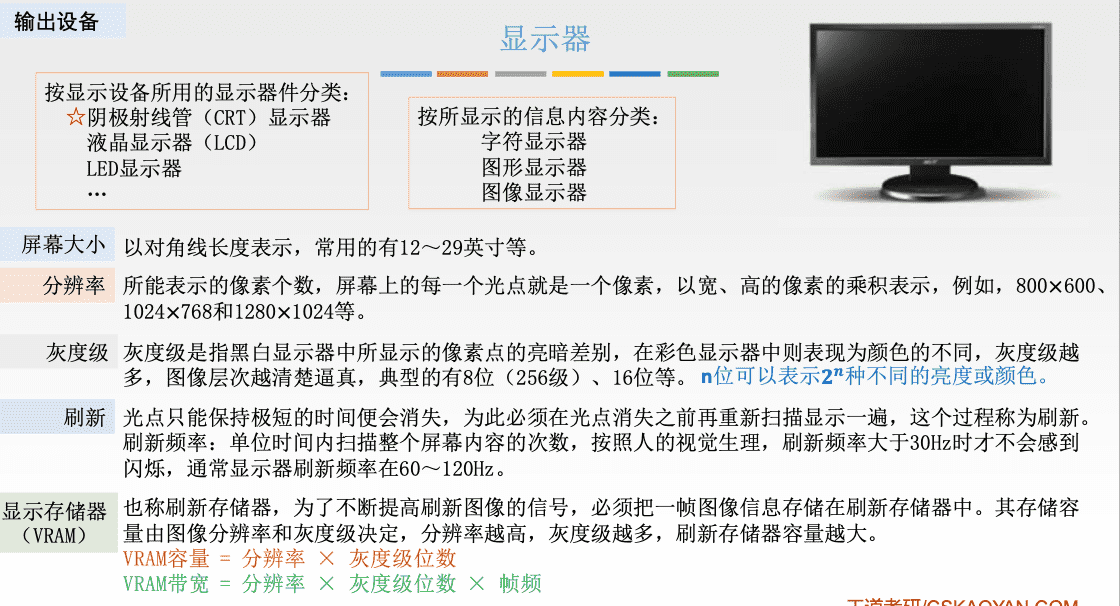 输出设备
显示器
按显示设备所用的显示器件分类：
☆阴极射线管（CRT）显示器
液晶显示器（LCD）
LED显示器
…
按所显示的信息内容分类：
字符显示器
图形显示器
图像显示器
屏幕大小
以对角线长度表示，常用的有12～29英寸等。
分辨率
所能表示的像素个数，屏幕上的每一个光点就是一个像素，以宽、高的像素的乘积表示，例如，800×600、
1024×768和1280×1024等。
灰度级
灰度级是指黑白显示器中所显示的像素点的亮暗差别，在彩色显示器中则表现为颜色的不同，灰度级越
多，图像层次越清楚逼真，典型的有8位（256级）、16位等。 n位可以表示2ⁿ种不同的亮度或颜色。
刷新
光点只能保持极短的时间便会消失，为此必须在光点消失之前再重新扫描显示一遍，这个过程称为刷新。
刷新频率：单位时间内扫描整个屏幕内容的次数，按照人的视觉生理，刷新频率大于30Hz时才不会感到
闪烁，通常显示器刷新频率在60～120Hz。
显示存储器
（VRAM）
也称刷新存储器，为了不断提高刷新图像的信号，必须把一帧图像信息存储在刷新存储器中。其存储容
量由图像分辨率和灰度级决定，分辨率越高，灰度级越多，刷新存储器容量越大。
VRAM容量 = 分辨率 × 灰度级位数
VRAM带宽 = 分辨率 × 灰度级位数 × 帧频
王道考研/CSKAOYAN.COM